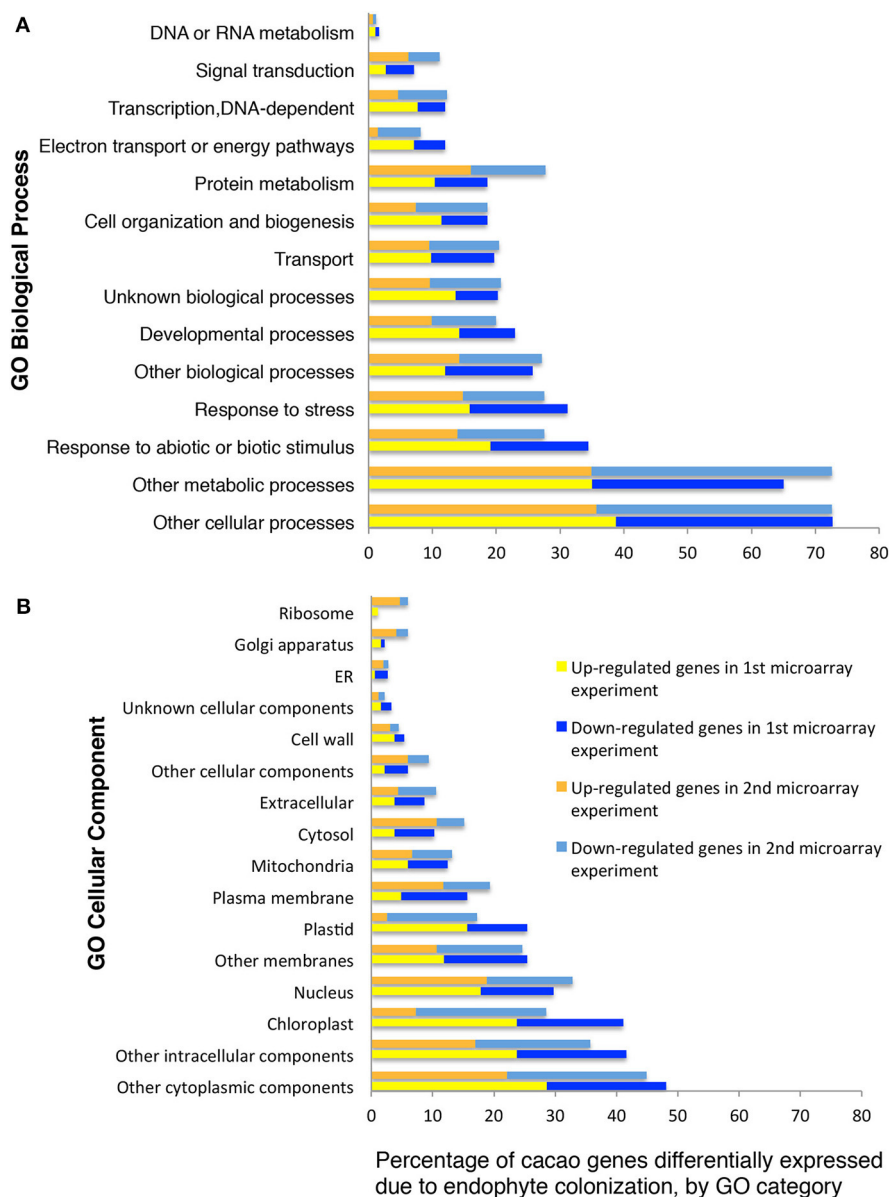 A
GO Biological Process
DNA or RNA metabolism
Signal transduction
Transcription,DNA-dependent
Electron transport or energy pathways
Protein metabolism
Cell organization and biogenesis
Transport
Unknown biological processes
Developmental processes
Other biological processes
Response to stress
Response to abiotic or biotic stimulus
Other metabolic processes
Other cellular processes
0 10 20 30 40 50 60 70 80
B
GO Cellular Component
Ribosome
Golgi apparatus
ER
Unknown cellular components
Cell wall
Other cellular components
Extracellular
Cytosol
Mitochondria
Plasma membrane
Plastid
Other membranes
Nucleus
Chloroplast
Other intracellular components
Other cytoplasmic components
0 10 20 30 40 50 60 70 80
Up-regulated genes in 1st microarray
experiment
Down-regulated genes in 1st microarray
experiment
Up-regulated genes in 2nd microarray
experiment
Down-regulated genes in 2nd microarray
experiment
Percentage of cacao genes differentially expressed
due to endophyte colonization, by GO category